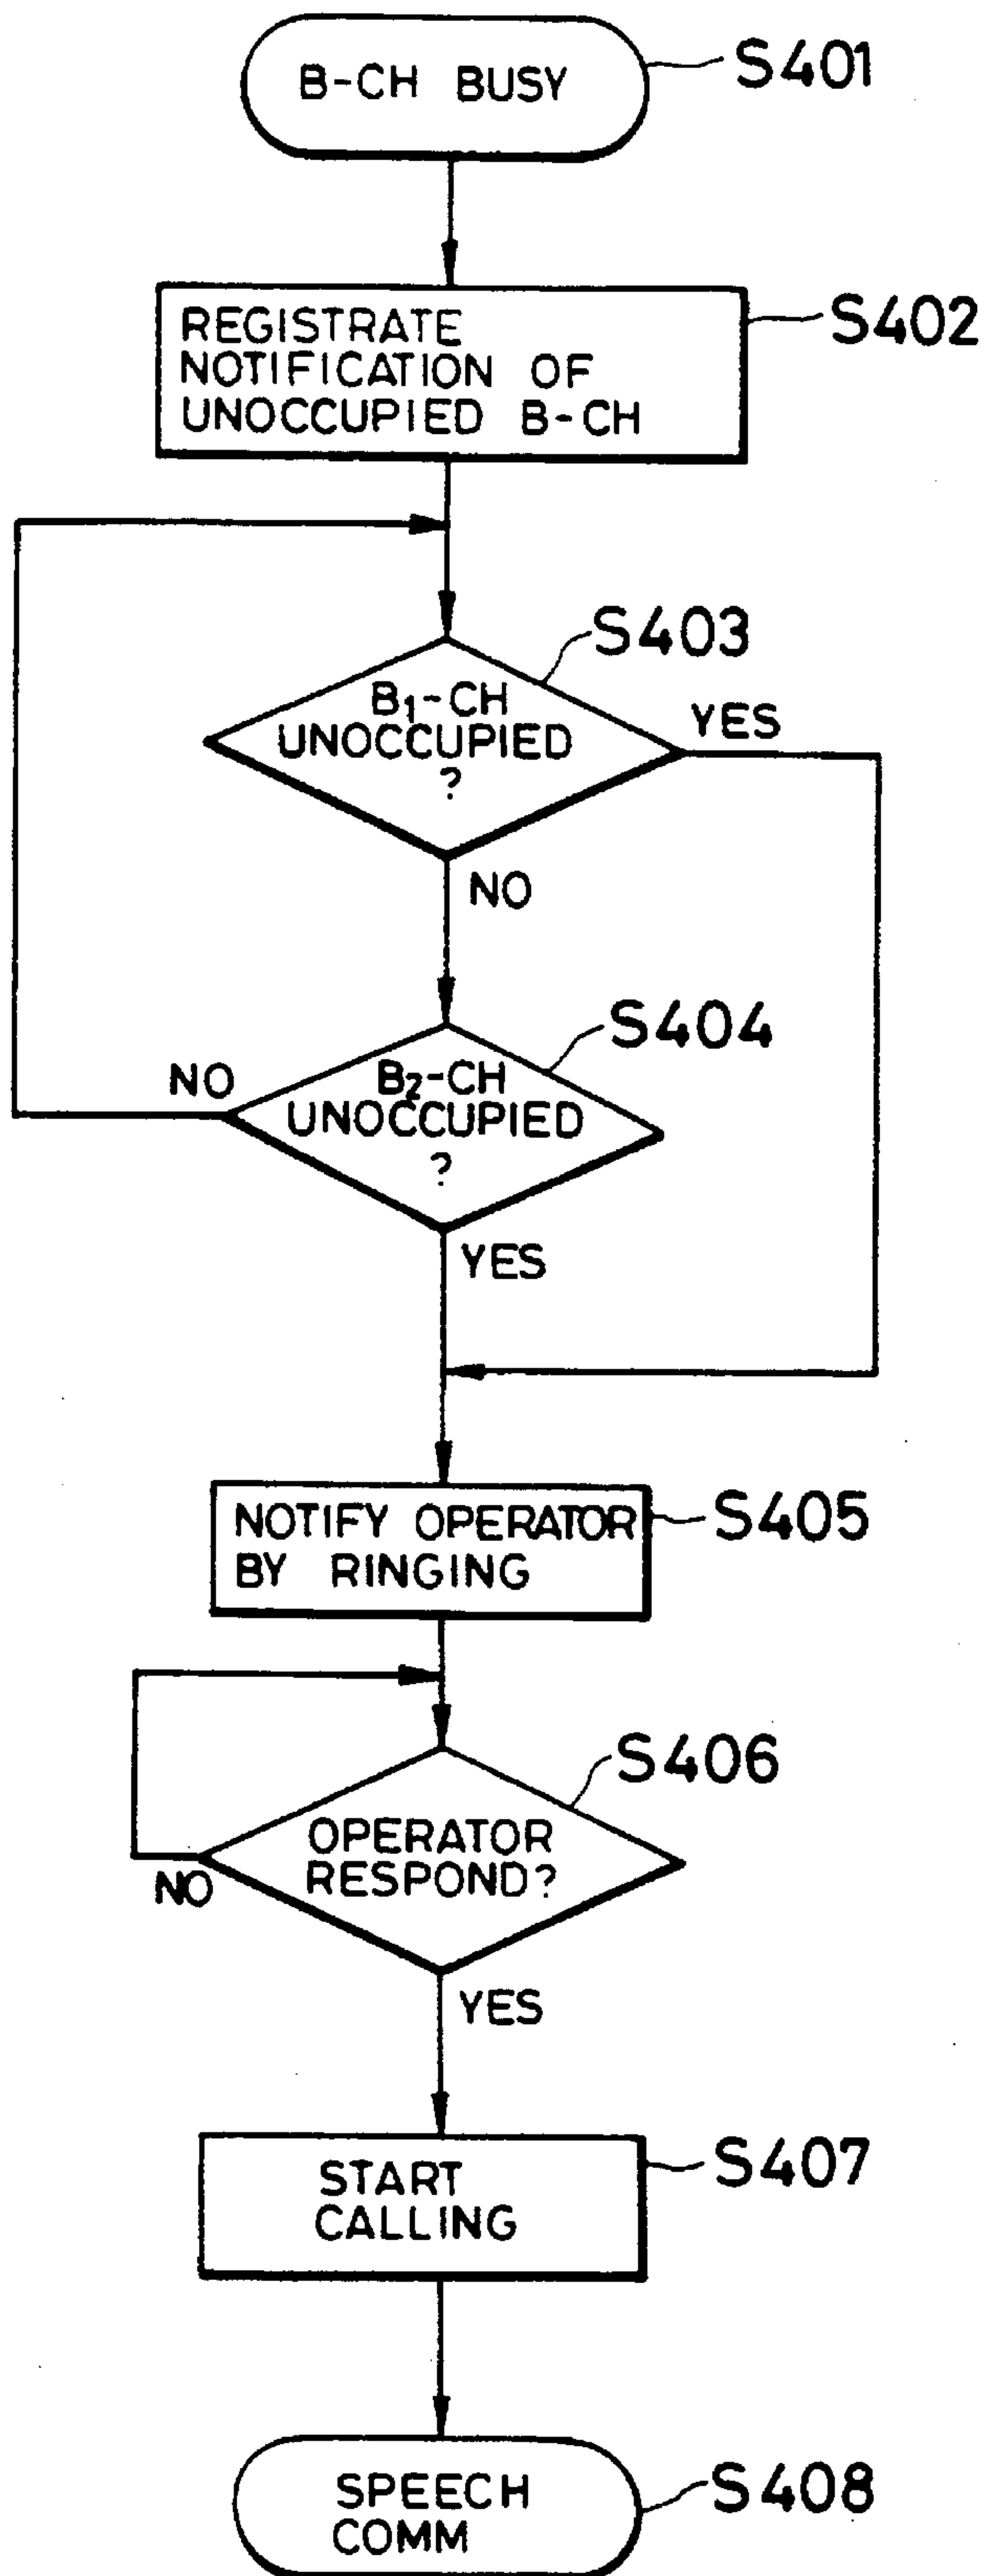 B-CH BUSY
S401
REGISTRATE
NOTIFICATION OF
UNOCCUPIED B-CH
S402
S403
B1-CH
UNOCCUPIED
?
YES
NO
S404
B2-CH
UNOCCUPIED
?
NO
YES
NOTIFY OPERATOR
BY RINGING
S405
S406
OPERATOR
RESPOND?
NO
YES
START
CALLING
S407
SPEECH
COMM
S408